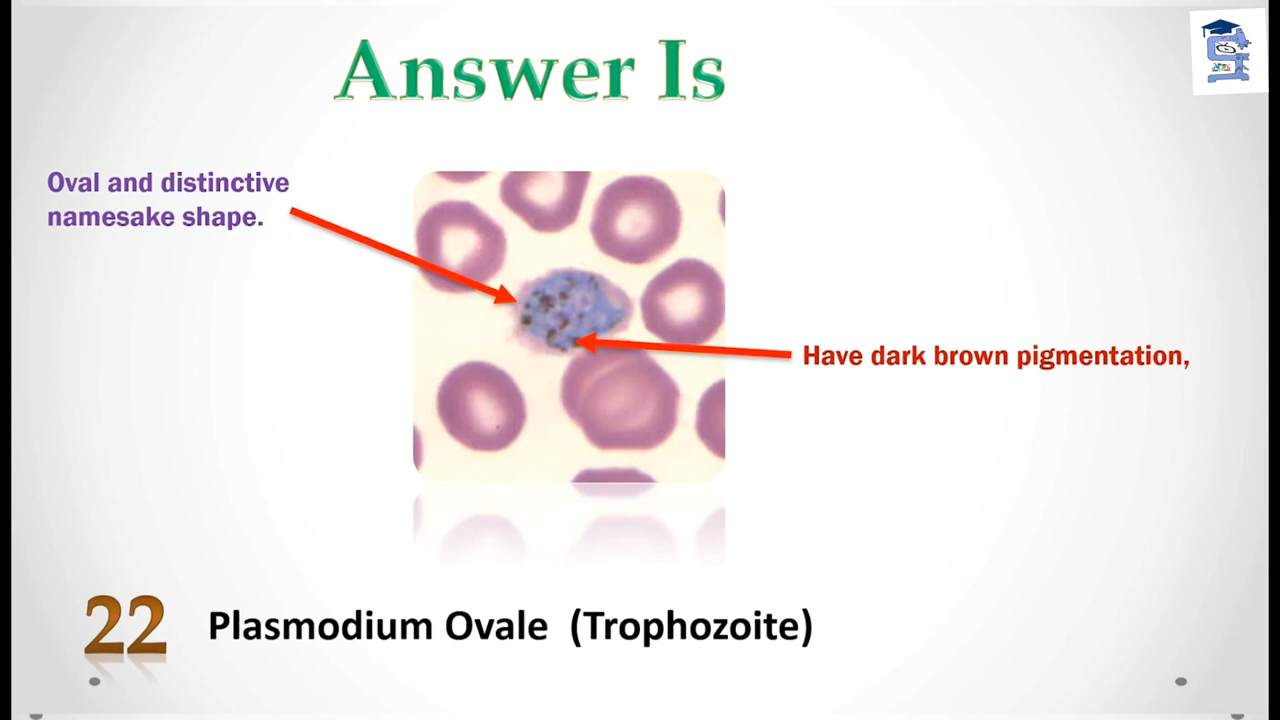 Answer Is
Oval and distinctive
namesake shape.
Have dark brown pigmentation,
22
Plasmodium Ovale (Trophozoite)